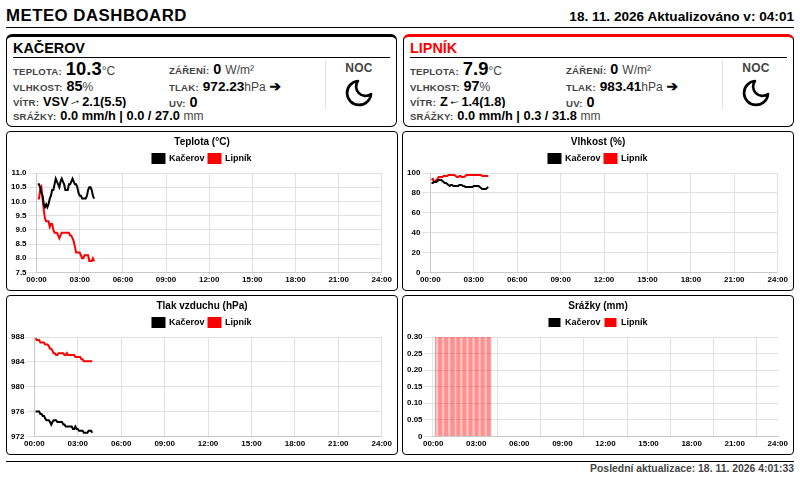 METEO DASHBOARD
18. 11. 2026 Aktualizováno v: 04:01
KAČEROV
TEPLOTA: 10.3°C
ZÁŘENÍ: 0 W/m²
VLHKOST: 85%
TLAK: 972.23hPa ➔
VÍTR: VSV → 2.1(5.5)
UV: 0
SRÁŽKY: 0.0 mm/h | 0.0 / 27.0 mm
NOC
LIPNÍK
TEPLOTA: 7.9°C
ZÁŘENÍ: 0 W/m²
VLHKOST: 97%
TLAK: 983.41hPa ➔
VÍTR: Z ← 1.4(1.8)
UV: 0
SRÁŽKY: 0.0 mm/h | 0.3 / 31.8 mm
NOC
Teplota (°C)
Kačerov Lipník
11.0
10.5
10.0
9.5
9.0
8.5
8.0
7.5
00:00 03:00 06:00 09:00 12:00 15:00 18:00 21:00 24:00
Vlhkost (%)
Kačerov Lipník
100
80
60
40
20
0
00:00 03:00 06:00 09:00 12:00 15:00 18:00 21:00 24:00
Tlak vzduchu (hPa)
Kačerov Lipník
988
984
980
976
972
00:00 03:00 06:00 09:00 12:00 15:00 18:00 21:00 24:00
Srážky (mm)
Kačerov Lipník
0.30
0.25
0.20
0.15
0.10
0.05
0
00:00 03:00 06:00 09:00 12:00 15:00 18:00 21:00 24:00
Poslední aktualizace: 18. 11. 2026 4:01:33